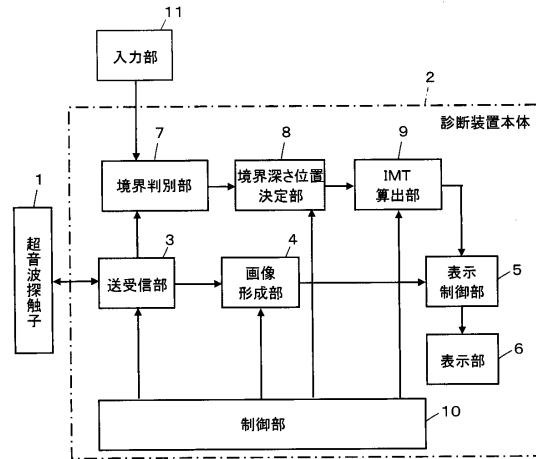 11
入力部
2
診断装置本体
7
境界判別部
8
境界深さ位置
決定部
9
IMT
算出部
1
超音波探触子
3
送受信部
4
画像
形成部
表示
制御部
5
表示部
6
制御部
10